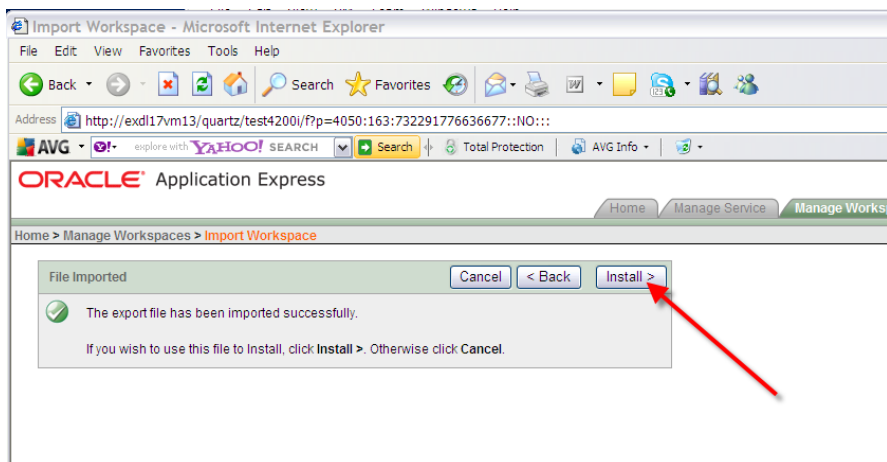 Import Workspace - Microsoft Internet Explorer
File Edit View Favorites Tools Help
Back Search Favorites
Address http://exdl17vm13/quartz/test4200i/f?p=4050:163:732291776636677::NO:::
AVG explore with YAHOO! SEARCH Search Total Protection AVG Info
ORACLE Application Express
Home Manage Service Manage Works
Home > Manage Workspaces > Import Workspace
File Imported Cancel < Back Install >
The export file has been imported successfully.
If you wish to use this file to Install, click Install >. Otherwise click Cancel.